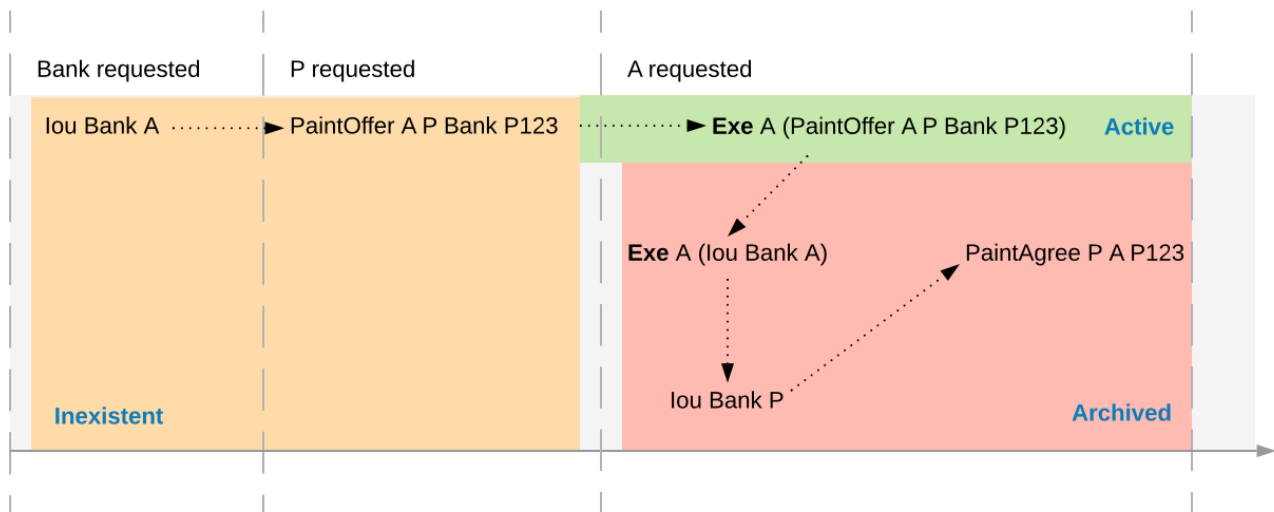 Bank requested
P requested
A requested
Iou Bank A
PaintOffer A P Bank P123
Exe A (PaintOffer A P Bank P123)
Active
Exe A (Iou Bank A)
PaintAgree P A P123
Iou Bank P
Inexistent
Archived